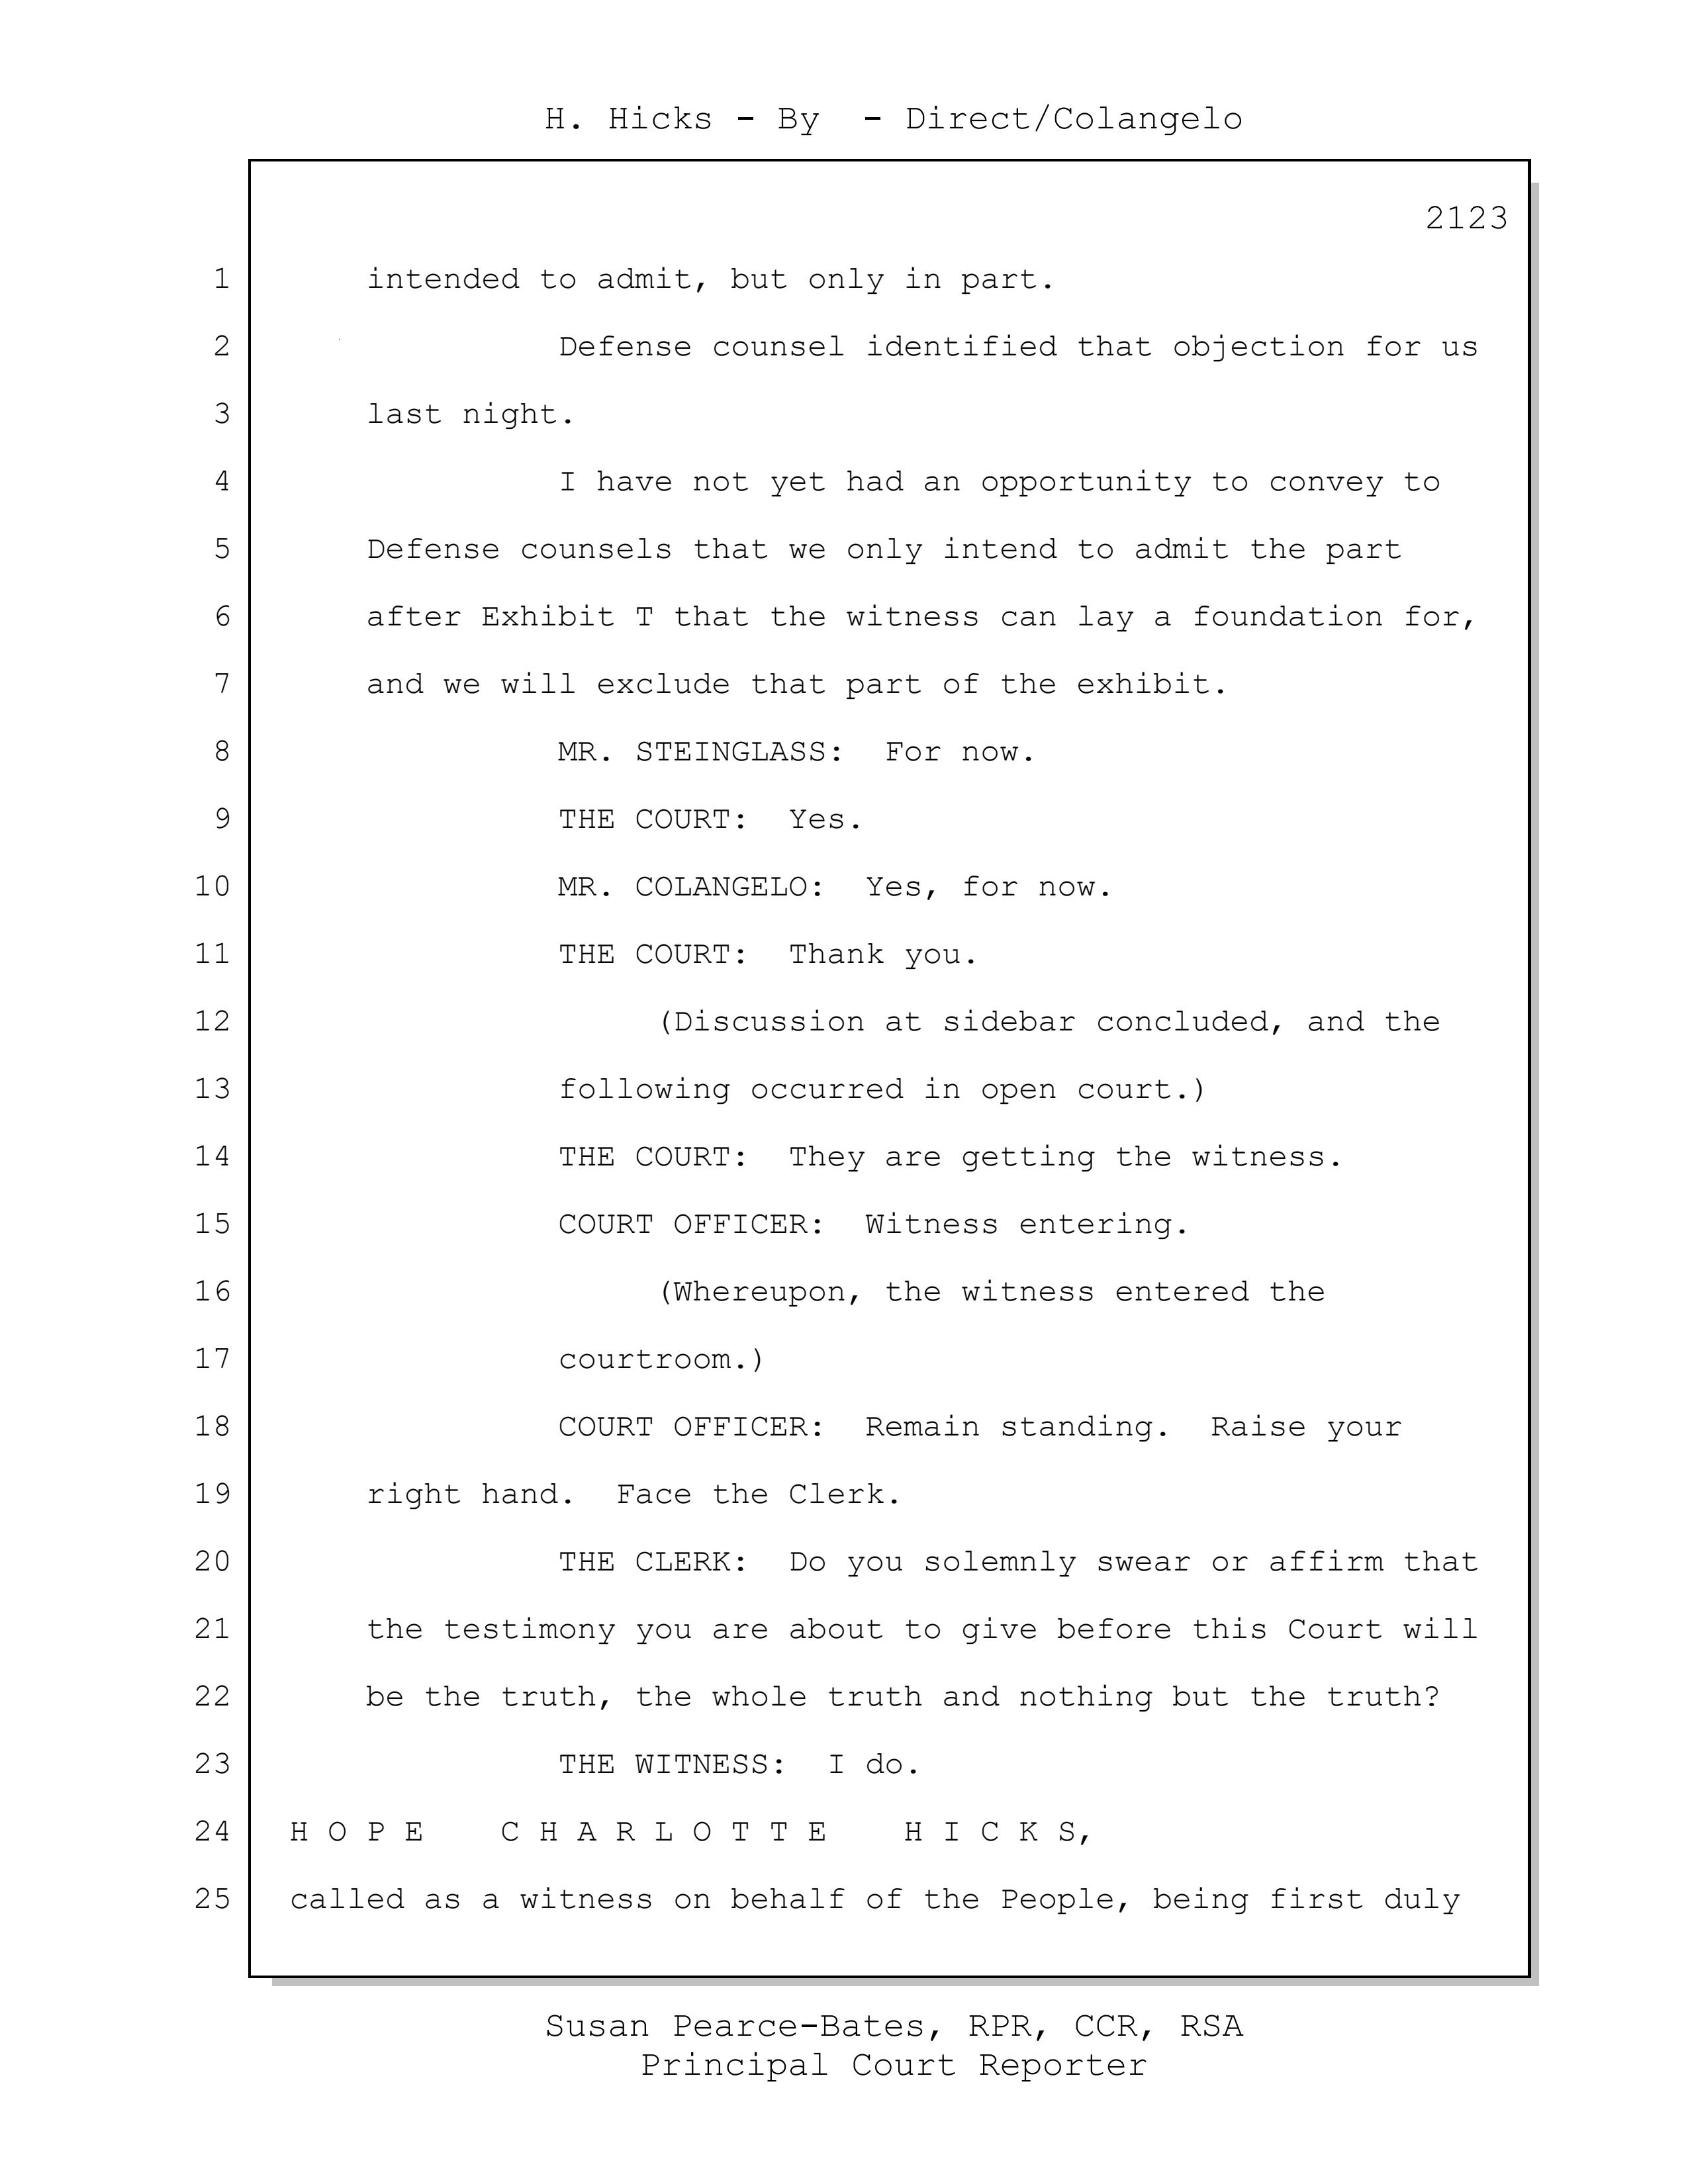 H. Hicks - By  - Direct/Colangelo
2123
1 intended to admit, but only in part.
2 Defense counsel identified that objection for us
3 last night.
4 I have not yet had an opportunity to convey to
5 Defense counsels that we only intend to admit the part
6 after Exhibit T that the witness can lay a foundation for,
7 and we will exclude that part of the exhibit.
8 MR. STEINGLASS:  For now.
9 THE COURT:  Yes.
10 MR. COLANGELO:  Yes, for now.
11 THE COURT:  Thank you.
12 (Discussion at sidebar concluded, and the
13 following occurred in open court.)
14 THE COURT:  They are getting the witness.
15 COURT OFFICER:  Witness entering.
16 (Whereupon, the witness entered the
17 courtroom.)
18 COURT OFFICER:  Remain standing.  Raise your
19 right hand.  Face the Clerk.
20 THE CLERK:  Do you solemnly swear or affirm that
21 the testimony you are about to give before this Court will
22 be the truth, the whole truth and nothing but the truth?
23 THE WITNESS:  I do.
24 H O P E   C H A R L O T T E   H I C K S,
25 called as a witness on behalf of the People, being first duly
Susan Pearce-Bates, RPR, CCR, RSA
Principal Court Reporter